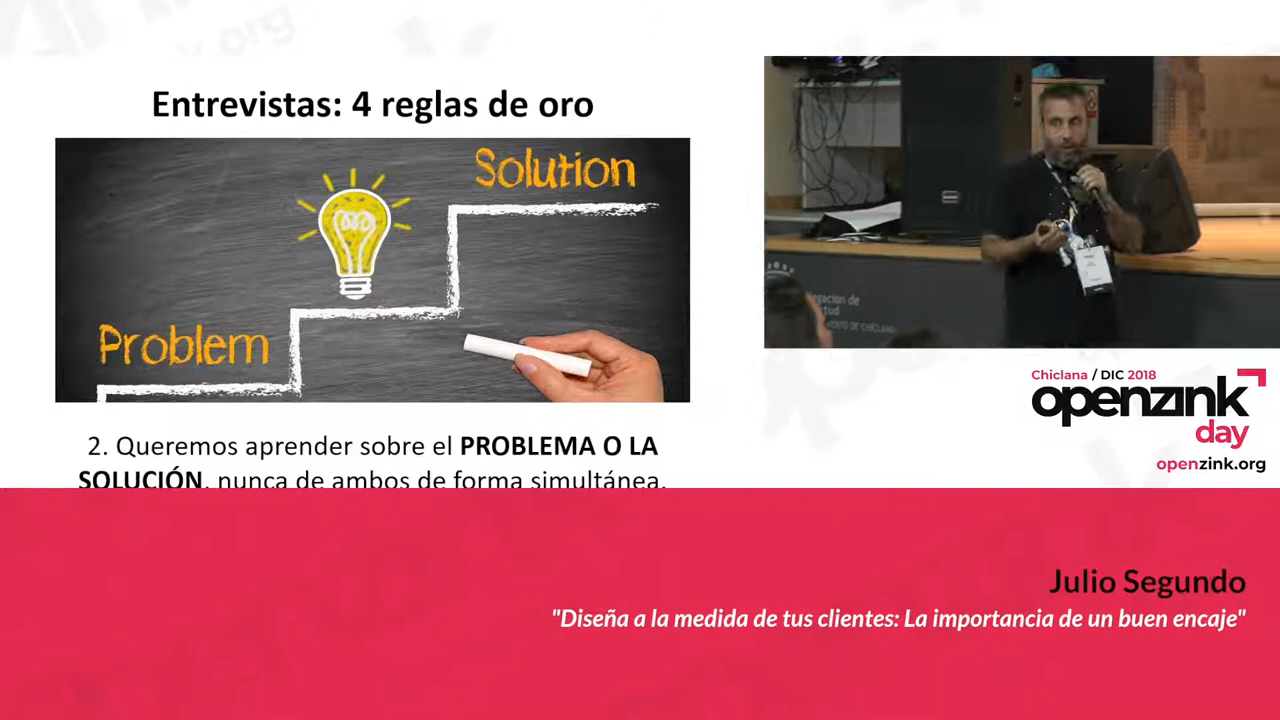 Entrevistas: 4 reglas de oro
Solution
Problem
2. Queremos aprender sobre el PROBLEMA O LA
SOLUCIÓN, nunca de ambos de forma simultánea.
Chiclana / DIC 2018
openzink
day
openzink.org
Julio Segundo
"Diseña a la medida de tus clientes: La importancia de un buen encaje"